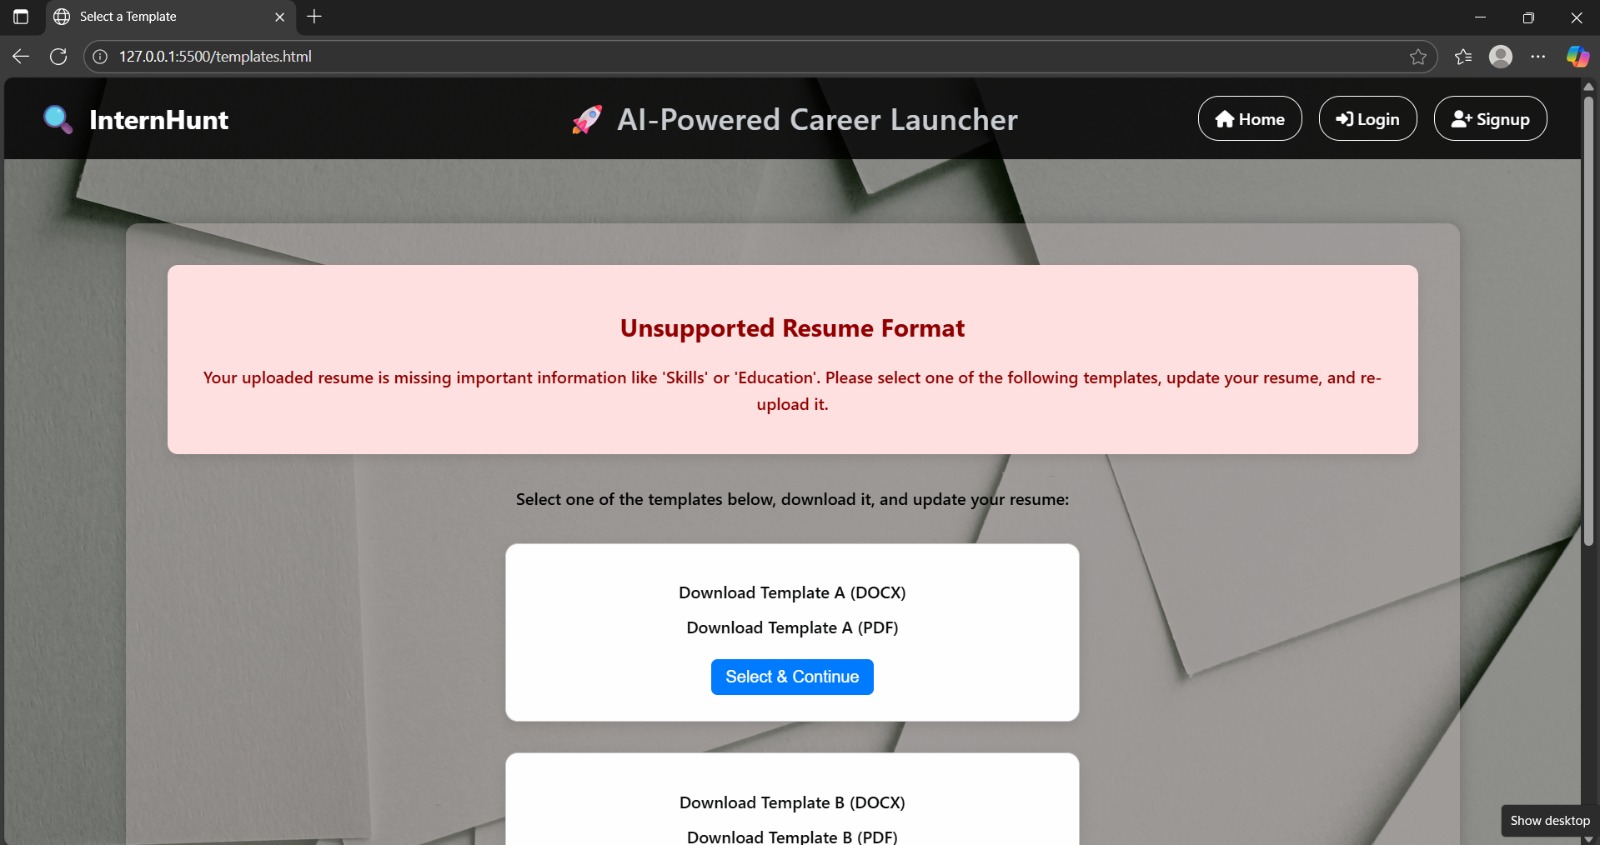 Select a Template
127.0.0.1:5500/templates.html
InternHunt
AI-Powered Career Launcher
Home
Login
Signup
Unsupported Resume Format
Your uploaded resume is missing important information like 'Skills' or 'Education'. Please select one of the following templates, update your resume, and re-
upload it.
Select one of the templates below, download it, and update your resume:
Download Template A (DOCX)
Download Template A (PDF)
Select & Continue
Download Template B (DOCX)
Download Template B (PDF)
Show desktop